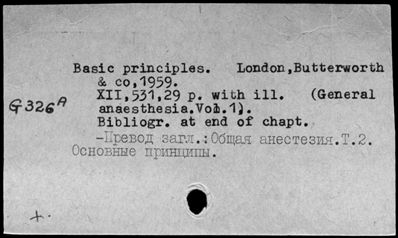 Basic principles. London,Butterworth
& co,1959.
XII,531,29 p. with ill. (General
anaesthesia.Vol.1).
Bibliogr. at end of chapt.
-Превод загл.:Общая анестезия.Т.2.
Основные принципы.
G326A
+.